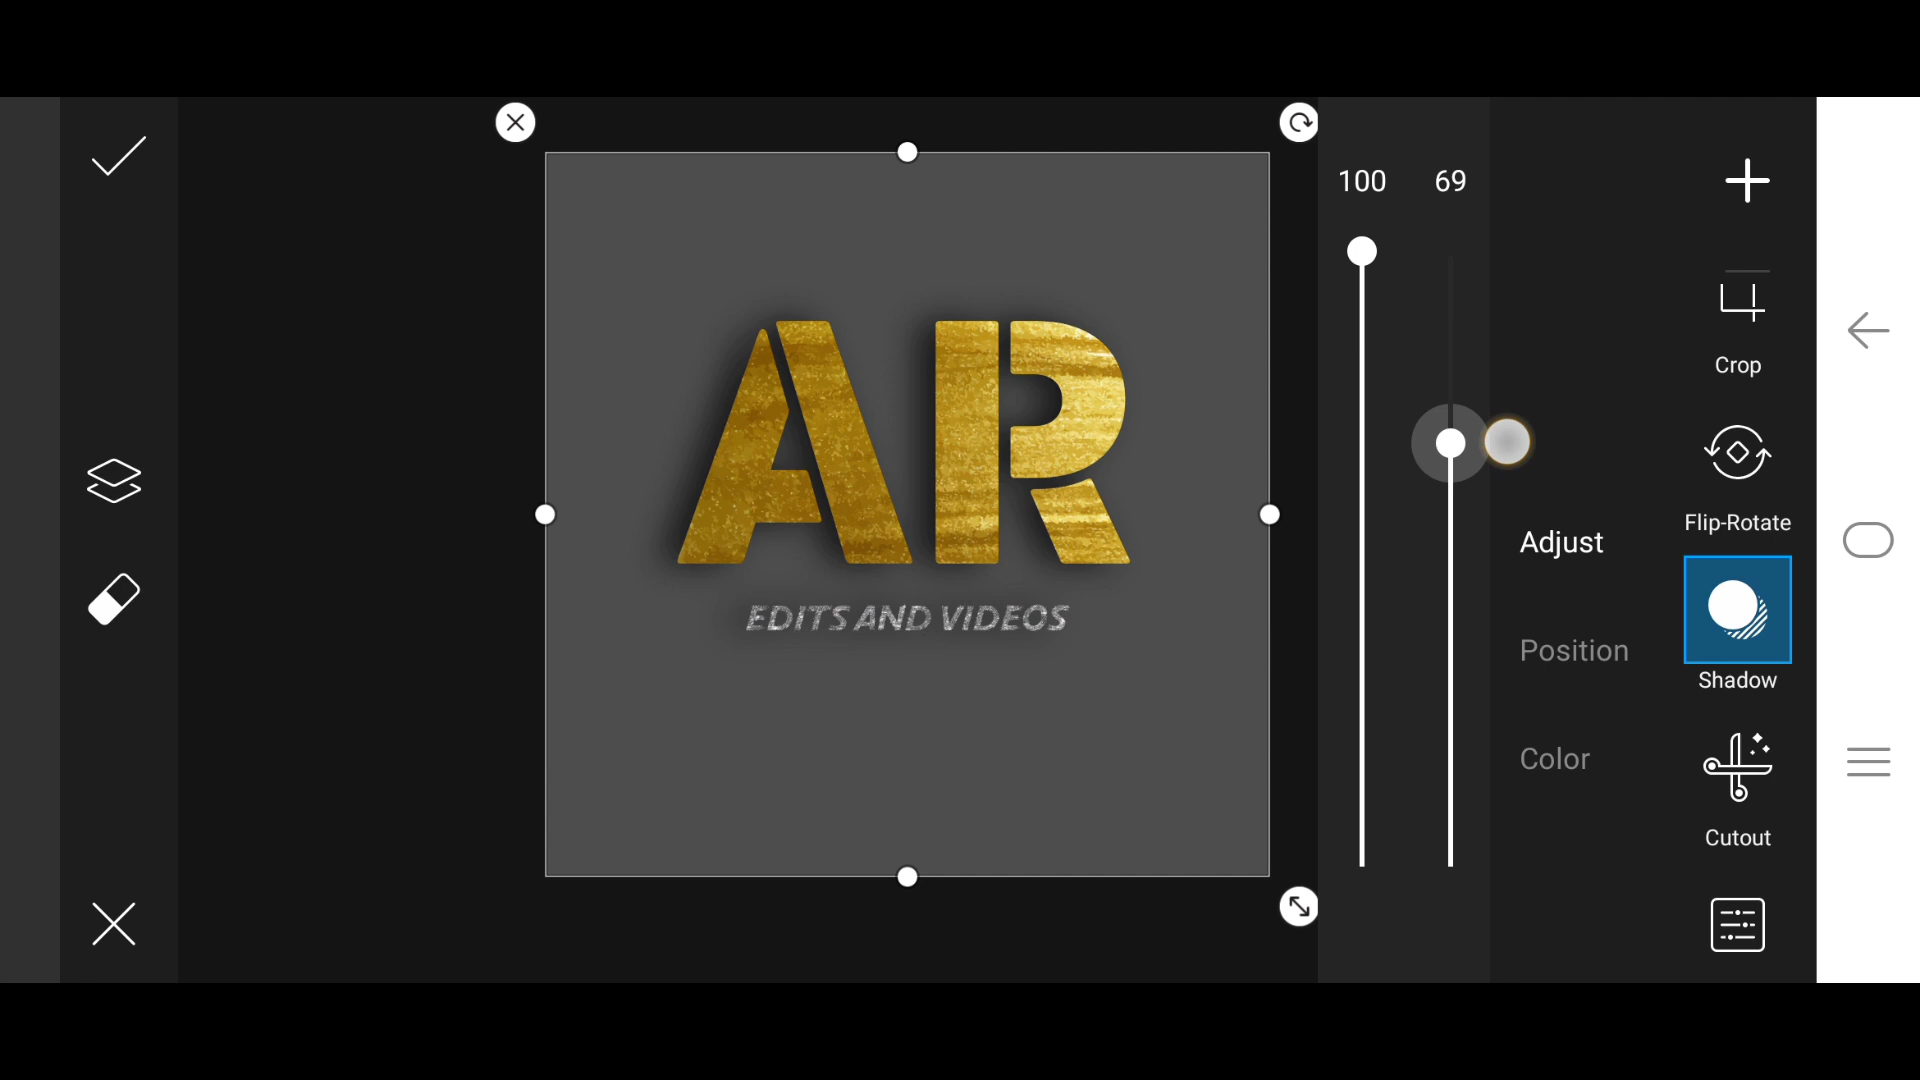 100 69
AR
EDITS AND VIDEOS
Adjust
Position
Color
Crop
Flip-Rotate
Shadow
Cutout